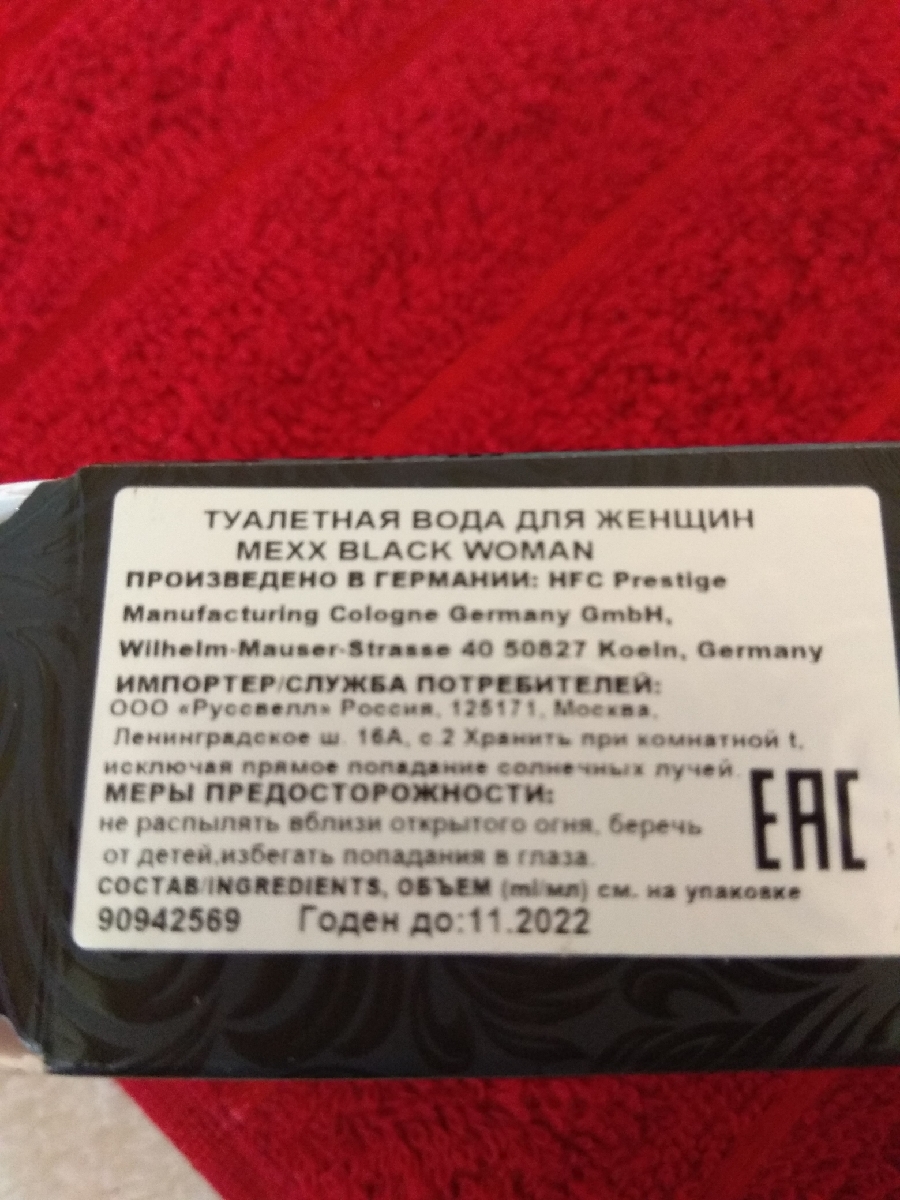 ТУАЛЕТНАЯ ВОДА ДЛЯ ЖЕНЩИН
MEXX BLACK WOMAN
ПРОИЗВЕДЕНО В ГЕРМАНИИ: HFC Prestige
Manufacturing Cologne Germany GmbH,
Wilhelm-Mauser-Strasse 40 50827 Koeln, Germany
ИМПОРТЕР/СЛУЖБА ПОТРЕБИТЕЛЕЙ:
ООО «Руссвелл» Россия, 125171, Москва,
Ленинградское ш. 16А, с.2 Хранить при комнатной t,
исключая прямое попадание солнечных лучей.
МЕРЫ ПРЕДОСТОРОЖНОСТИ:
не распылять вблизи открытого огня, беречь
от детей,избегать попадания в глаза.
СОСТАВ/INGREDIENTS, ОБЪЕМ (ml/мл) см. на упаковке
90942569 Годен до:11.2022
EAC